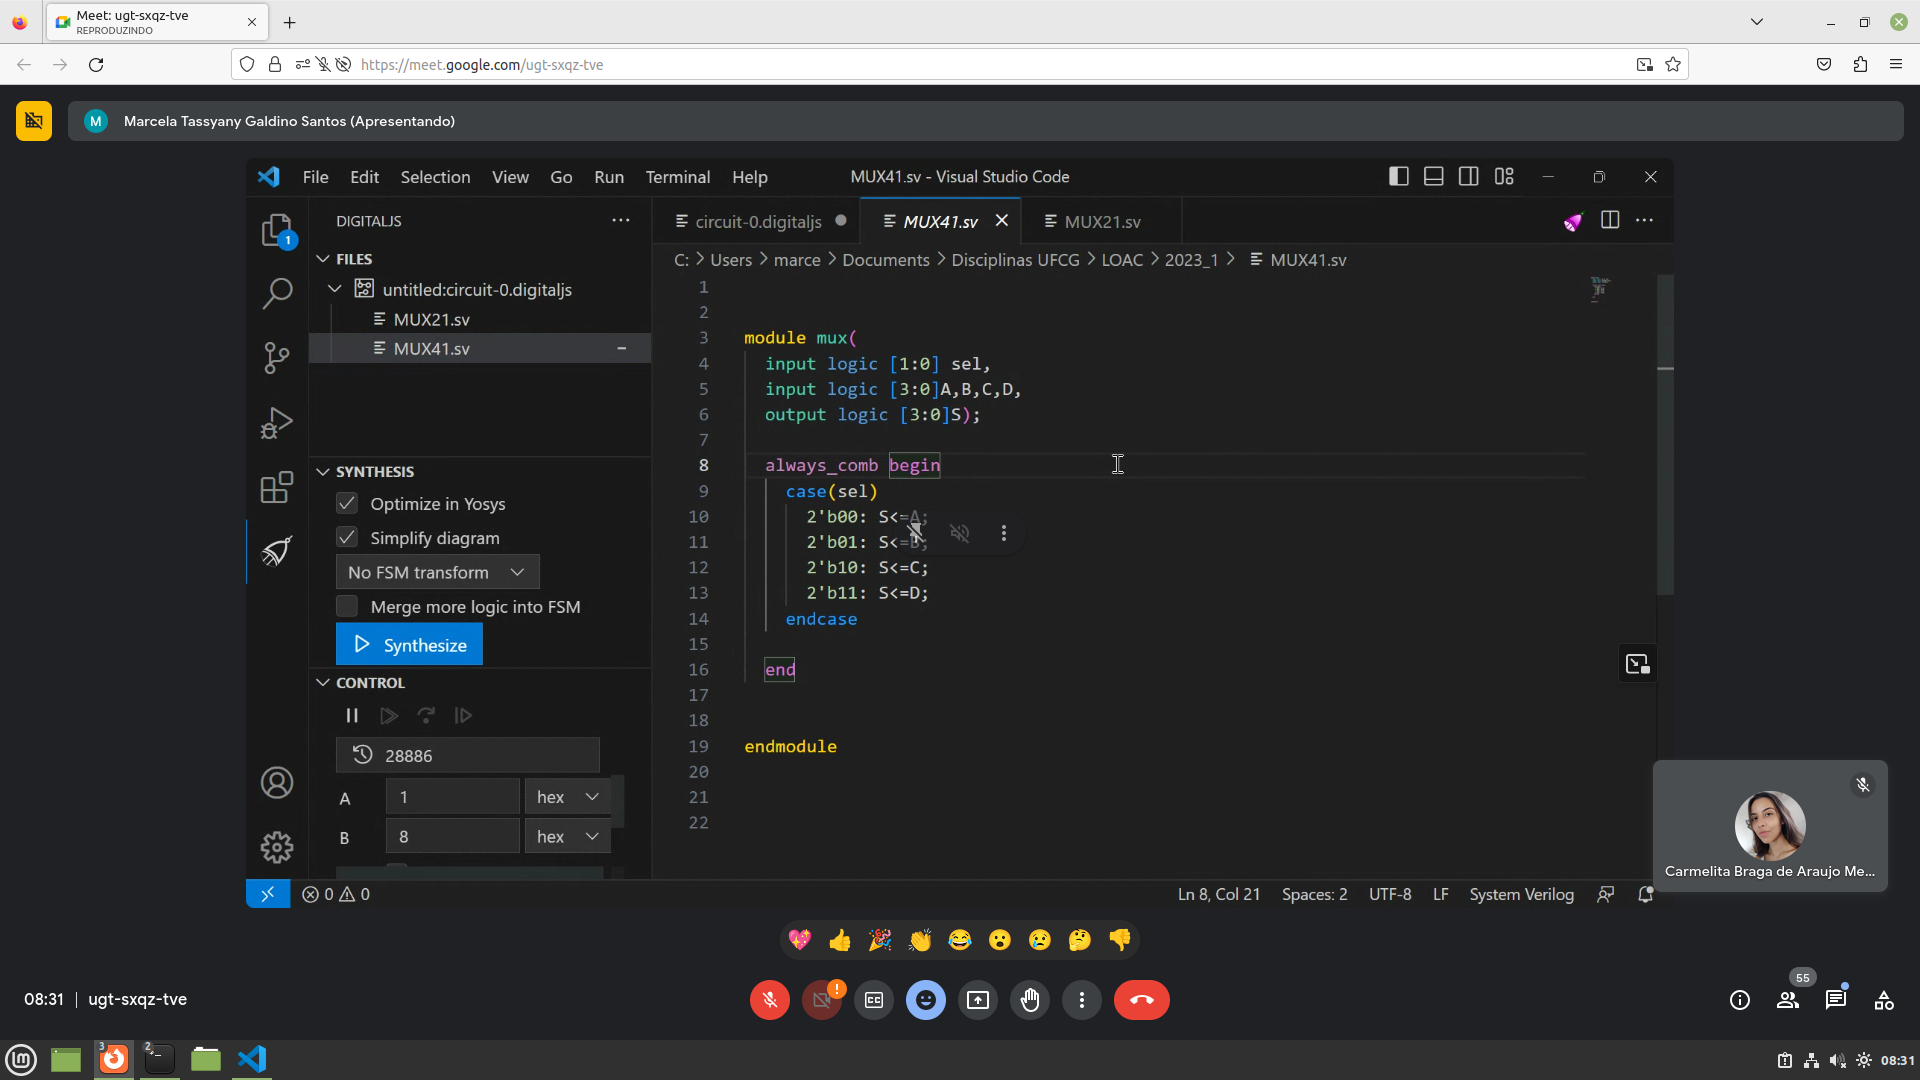 Meet: ugt-sxqz-tve
REPRODUZINDO
https://meet.google.com/ugt-sxqz-tve
M
Marcela Tassyany Galdino Santos (Apresentando)
File Edit Selection View Go Run Terminal Help
MUX41.sv - Visual Studio Code
DIGITALJS
circuit-0.digitaljs
MUX41.sv
MUX21.sv
C: > Users > marce > Documents > Disciplinas UFCG > LOAC > 2023_1 > MUX41.sv
1
FILES
untitled:circuit-0.digitaljs
MUX21.sv
MUX41.sv
SYNTHESIS
Optimize in Yosys
Simplify diagram
No FSM transform
Merge more logic into FSM
Synthesize
CONTROL
28886
A 1 hex
B 8 hex
1
2
3 module mux(
4 input logic [1:0] sel,
5 input logic [3:0]A,B,C,D,
6 output logic [3:0]S);
7
8 always_comb begin
9 case(sel)
10 2'b00: S<=A;
11 2'b01: S<=B;
12 2'b10: S<=C;
13 2'b11: S<=D;
14 endcase
15
16 end
17
18
19 endmodule
20
21
22
Carmelita Braga de Araujo Me...
0 0
Ln 8, Col 21 Spaces: 2 UTF-8 LF System Verilog
08:31 | ugt-sxqz-tve
!
CC
55
3
2
lm
08:31